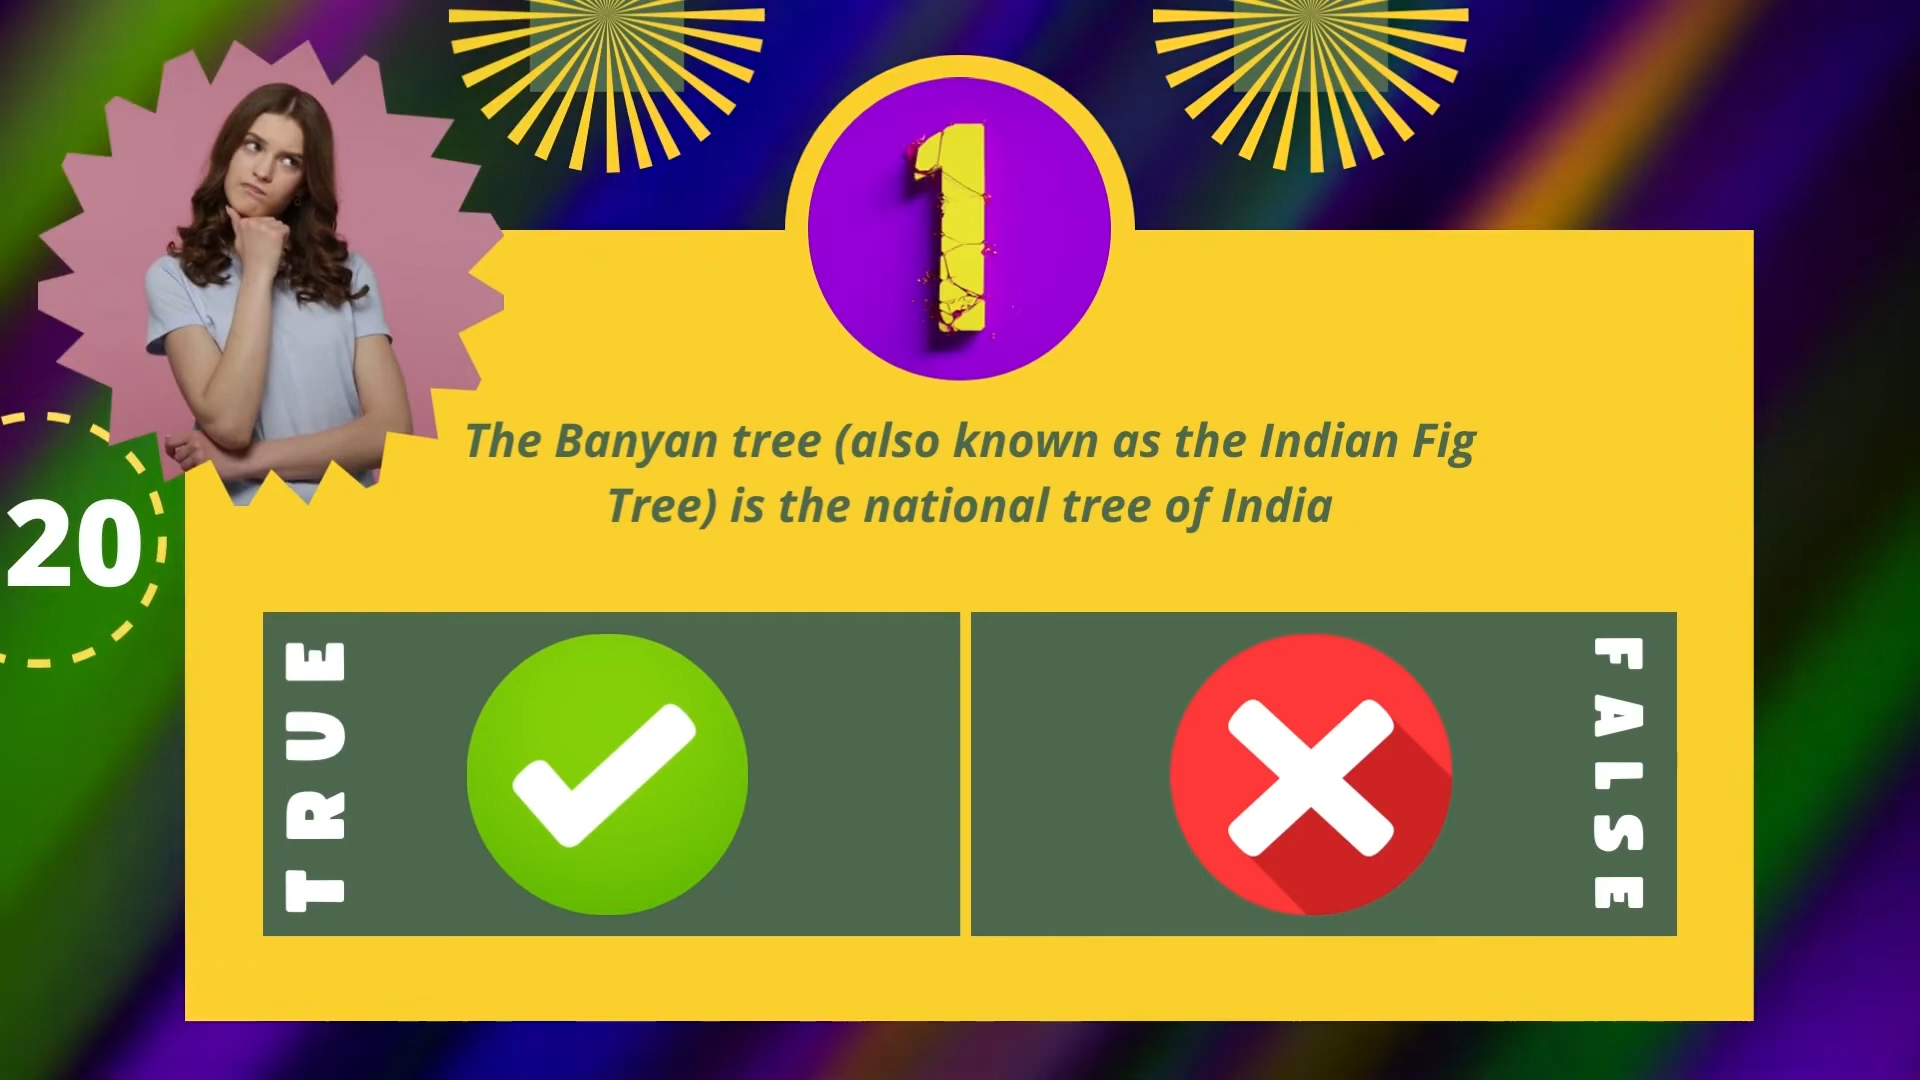 1
The Banyan tree (also known as the Indian Fig
Tree) is the national tree of India
20
TRUE
FALSE